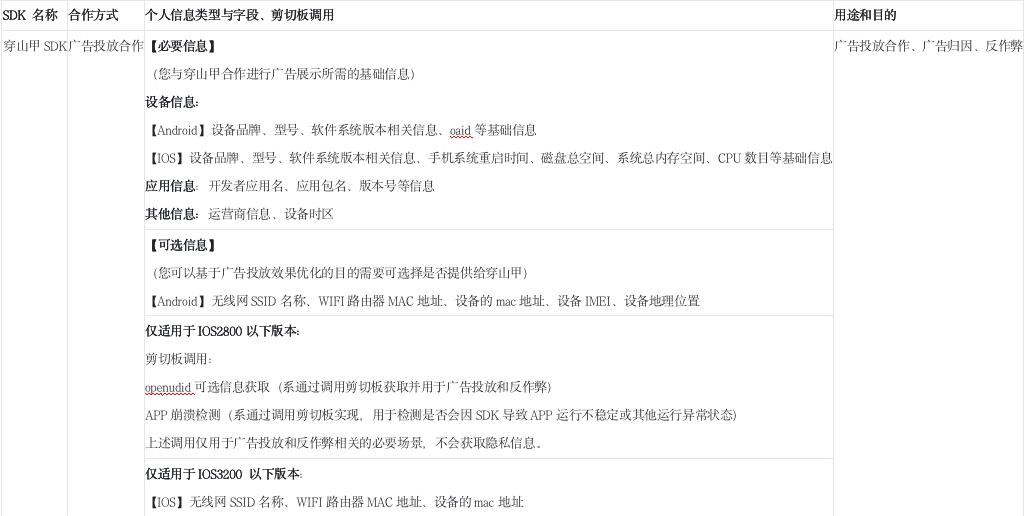 SDK 名称 合作方式 个人信息类型与字段、剪切板调用 用途和目的
穿山甲 SDK 广告投放合作 【必要信息】 广告投放合作、广告归因、反作弊
（您与穿山甲合作进行广告展示所需的基础信息）
设备信息：
【Android】设备品牌、型号、软件系统版本相关信息、oaid 等基础信息
【IOS】设备品牌、型号、软件系统版本相关信息、手机系统重启时间、磁盘总空间、系统总内存空间、CPU 数目等基础信息
应用信息：开发者应用名、应用包名、版本号等信息
其他信息：运营商信息、设备时区
【可选信息】
（您可以基于广告投放效果优化的目的需要可选择是否提供给穿山甲）
【Android】无线网 SSID 名称、WIFI 路由器 MAC 地址、设备的 mac 地址、设备 IMEI、设备地理位置
仅适用于 IOS2800 以下版本：
剪切板调用：
openudid 可选信息获取（系通过调用剪切板获取并用于广告投放和反作弊）
APP 崩溃检测（系通过调用剪切板实现，用于检测是否会因 SDK 导致 APP 运行不稳定或其他运行异常状态）
上述调用仅用于广告投放和反作弊相关的必要场景，不会获取隐私信息。
仅适用于 IOS3200 以下版本：
【IOS】无线网 SSID 名称、WIFI 路由器 MAC 地址、设备的 mac 地址